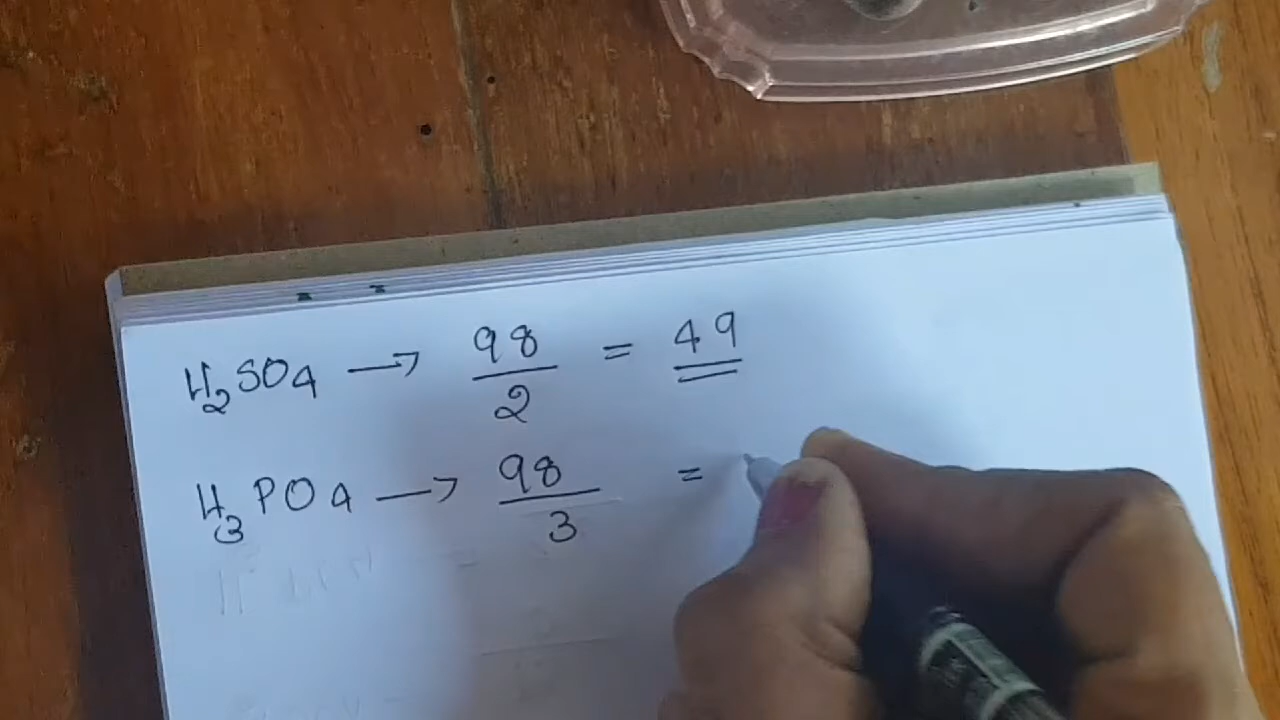 H₂SO₄ → 98/2 = 49
H₃PO₄ → 98/3 =